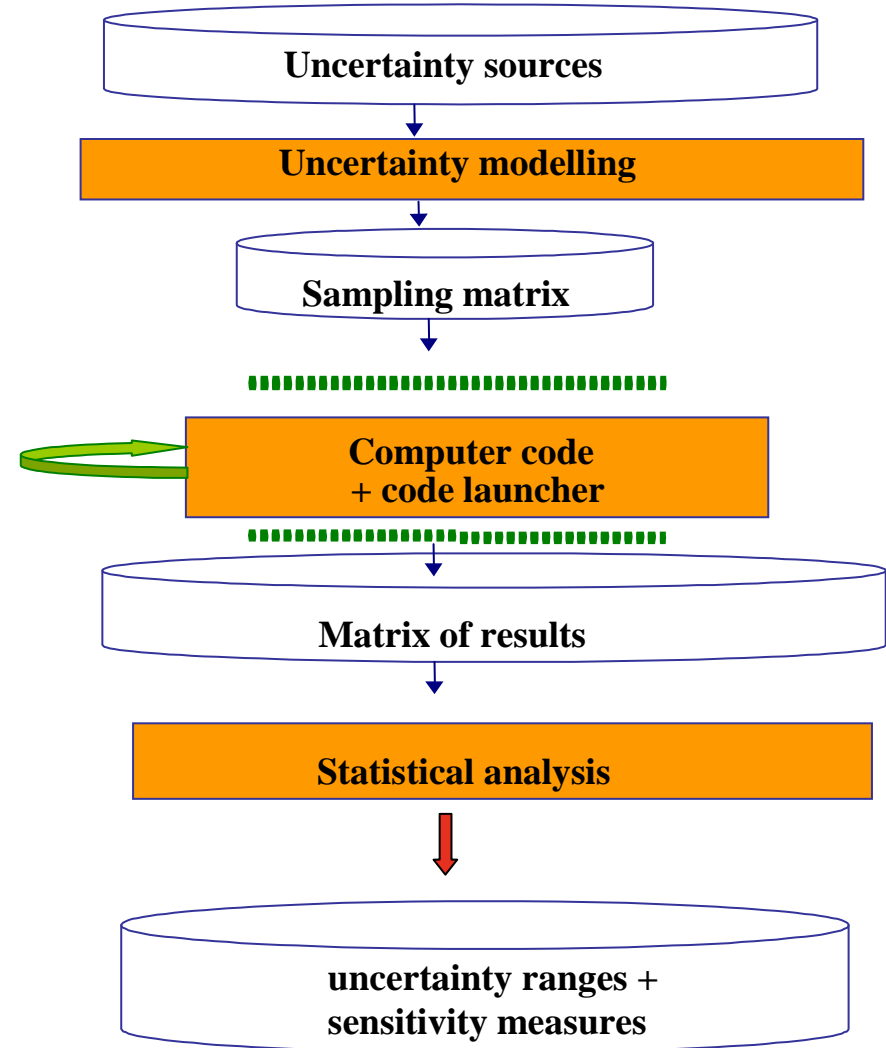 Uncertainty sources
Uncertainty modelling
Sampling matrix
Computer code
+ code launcher
Matrix of results
Statistical analysis
uncertainty ranges +
sensitivity measures